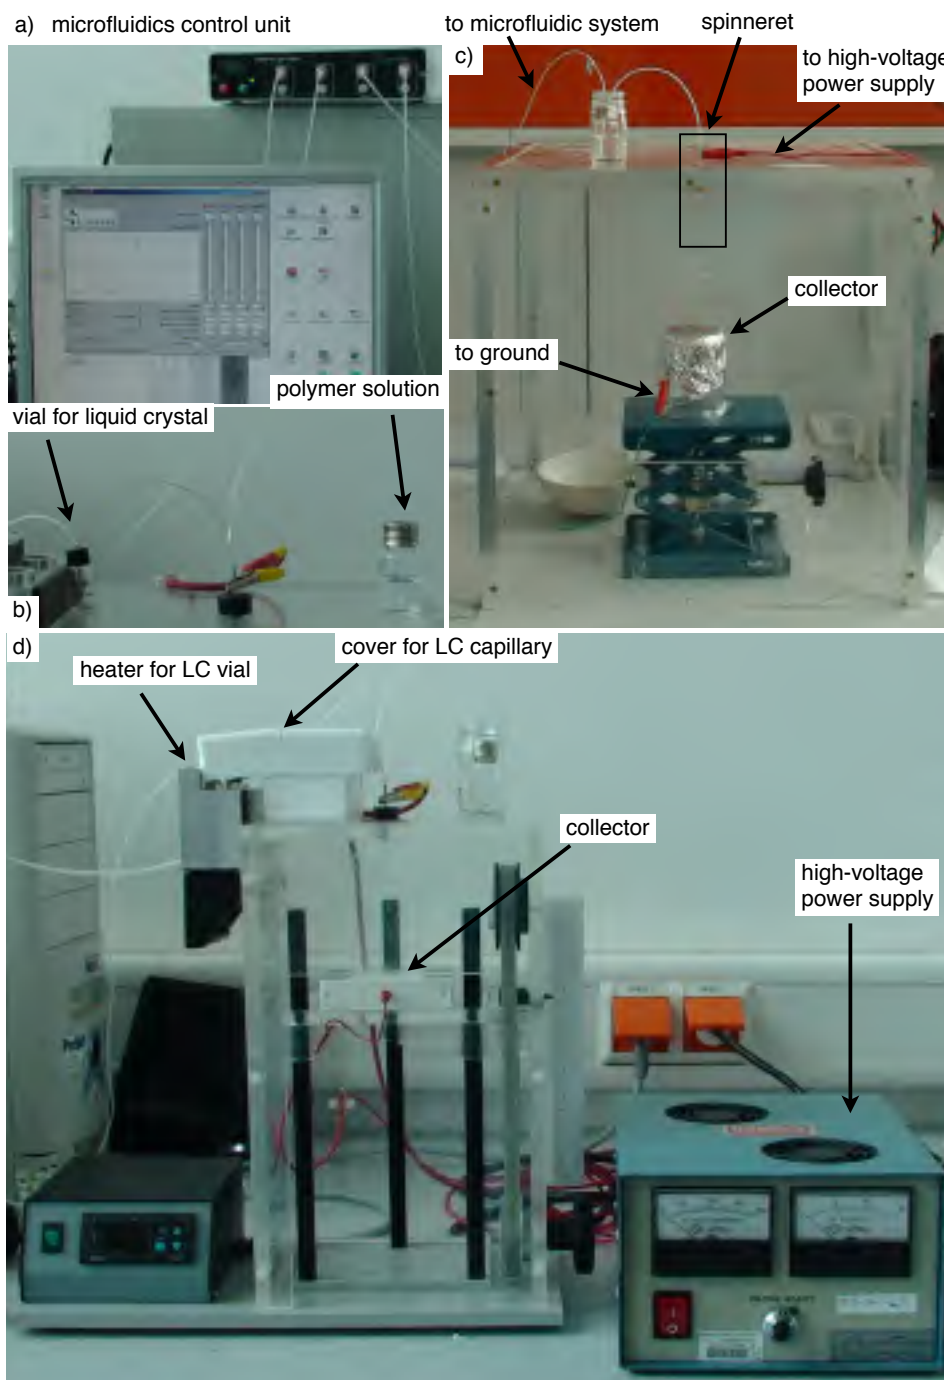 a) microfluidics control unit
to microfluidic system
spinneret
c)
to high-voltage
power supply
collector
to ground
polymer solution
vial for liquid crystal
b)
d)
cover for LC capillary
heater for LC vial
collector
high-voltage
power supply